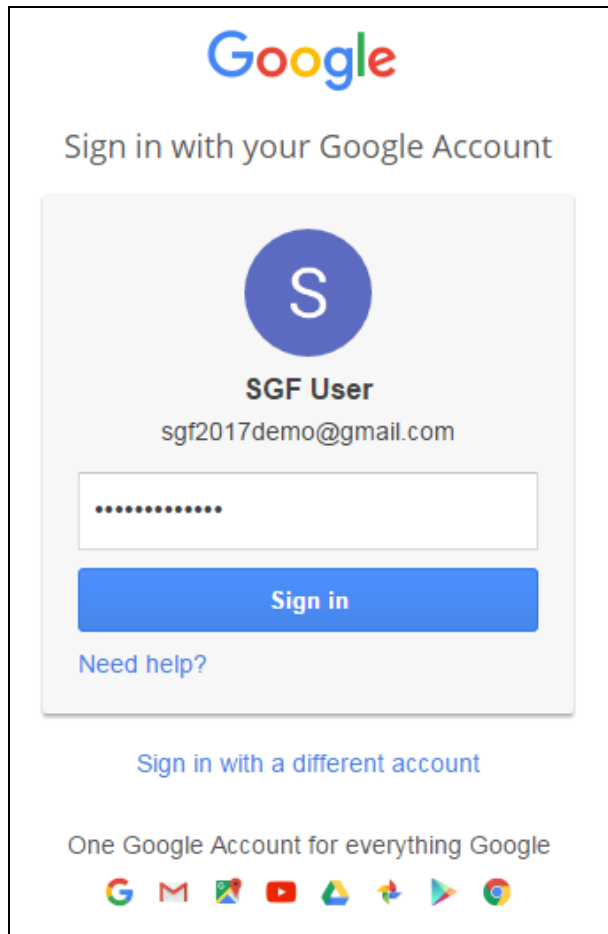 Google
Sign in with your Google Account
S
SGF User
sgf2017demo@gmail.com
•••••••••••••
Sign in
Need help?
Sign in with a different account
One Google Account for everything Google